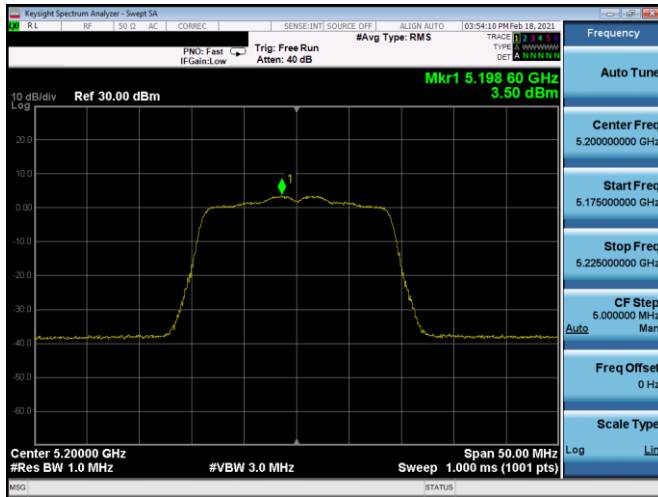 Keysight Spectrum Analyzer - Swept SA
RL RF 50 Ω AC CORREC SENSE:INT SOURCE OFF ALIGN AUTO 03:54:10 PM Feb 18, 2021
#Avg Type: RMS
TRACE 1 2 3 4 5 6
TYPE A WWWWW
DET A N N N N N
PNO: Fast
IFGain:Low
Trig: Free Run
Atten: 40 dB
Mkr1 5.198 60 GHz
3.50 dBm
10 dB/div
Log
Ref 30.00 dBm
20.0
10.0
0.00
-10.0
-20.0
-30.0
-40.0
-50.0
-60.0
1
Center 5.20000 GHz
Span 50.00 MHz
#Res BW 1.0 MHz
#VBW 3.0 MHz
Sweep 1.000 ms (1001 pts)
MSG
STATUS
Frequency
Auto Tune
Center Freq
5.200000000 GHz
Start Freq
5.175000000 GHz
Stop Freq
5.225000000 GHz
CF Step
5.000000 MHz
Auto Man
Freq Offset
0 Hz
Scale Type
Log Lin